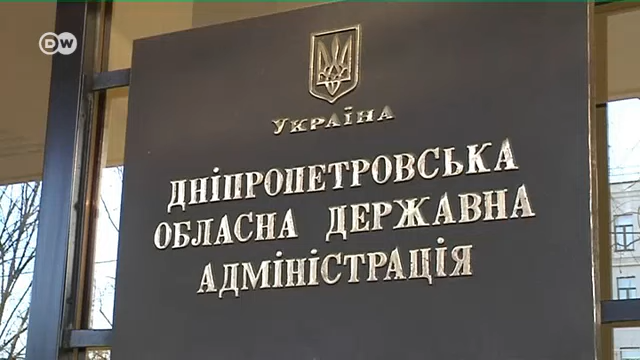 DW
УКРАЇНА
ДНІПРОПЕТРОВСЬКА
ОБЛАСНА ДЕРЖАВНА
АДМІНІСТРАЦІЯ